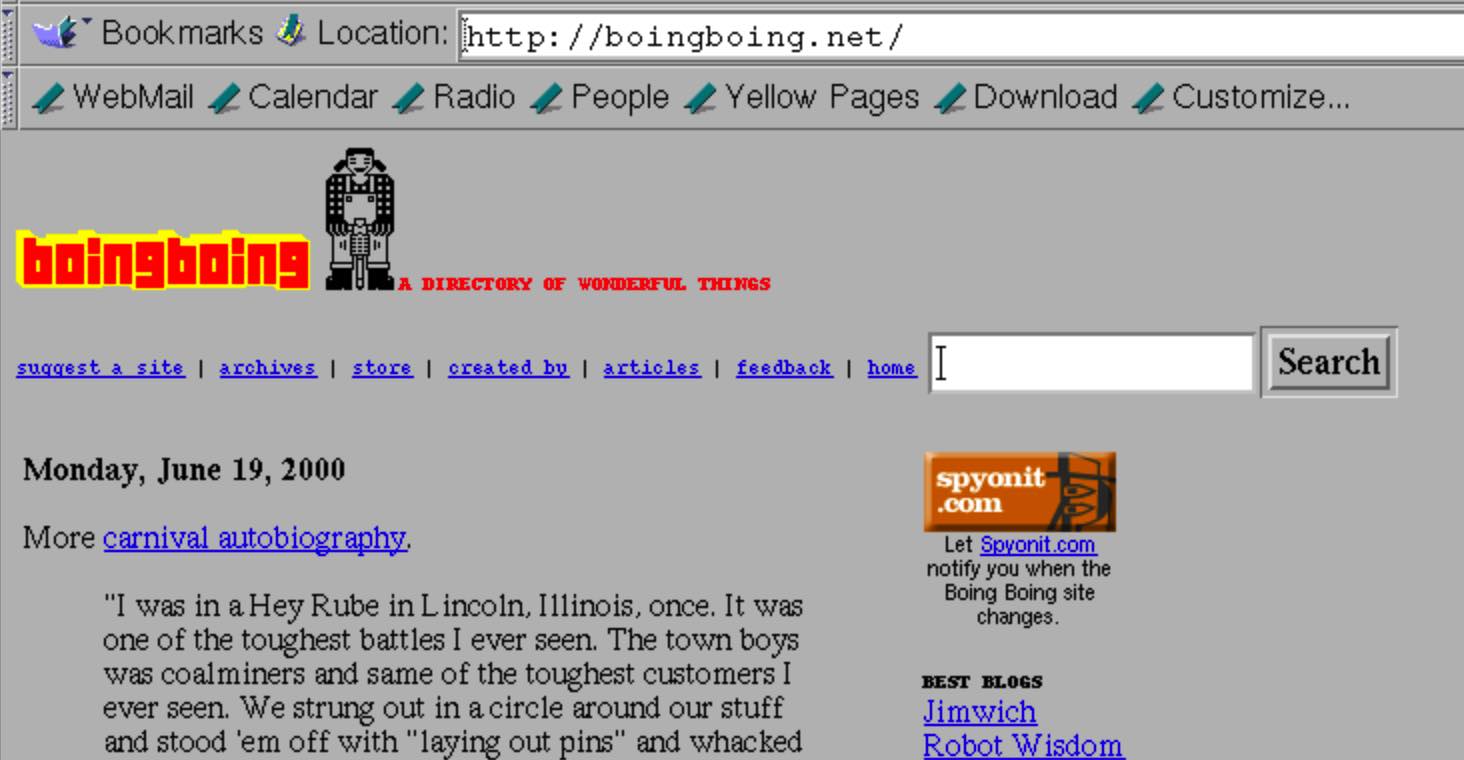 Bookmarks Location: http://boingboing.net/
WebMail Calendar Radio People Yellow Pages Download Customize...
boingboing
A DIRECTORY OF WONDERFUL THINGS
suggest a site | archives | store | created by | articles | feedback | home Search
Monday, June 19, 2000
More carnival autobiography.
"I was in a Hey Rube in Lincoln, Illinois, once. It was
one of the toughest battles I ever seen. The town boys
was coalminers and same of the toughest customers I
ever seen. We strung out in a circle around our stuff
and stood 'em off with "laying out pins" and whacked
spyonit
.com
Let Spyonit.com
notify you when the
Boing Boing site
changes.
BEST BLOGS
Jimwich
Robot Wisdom